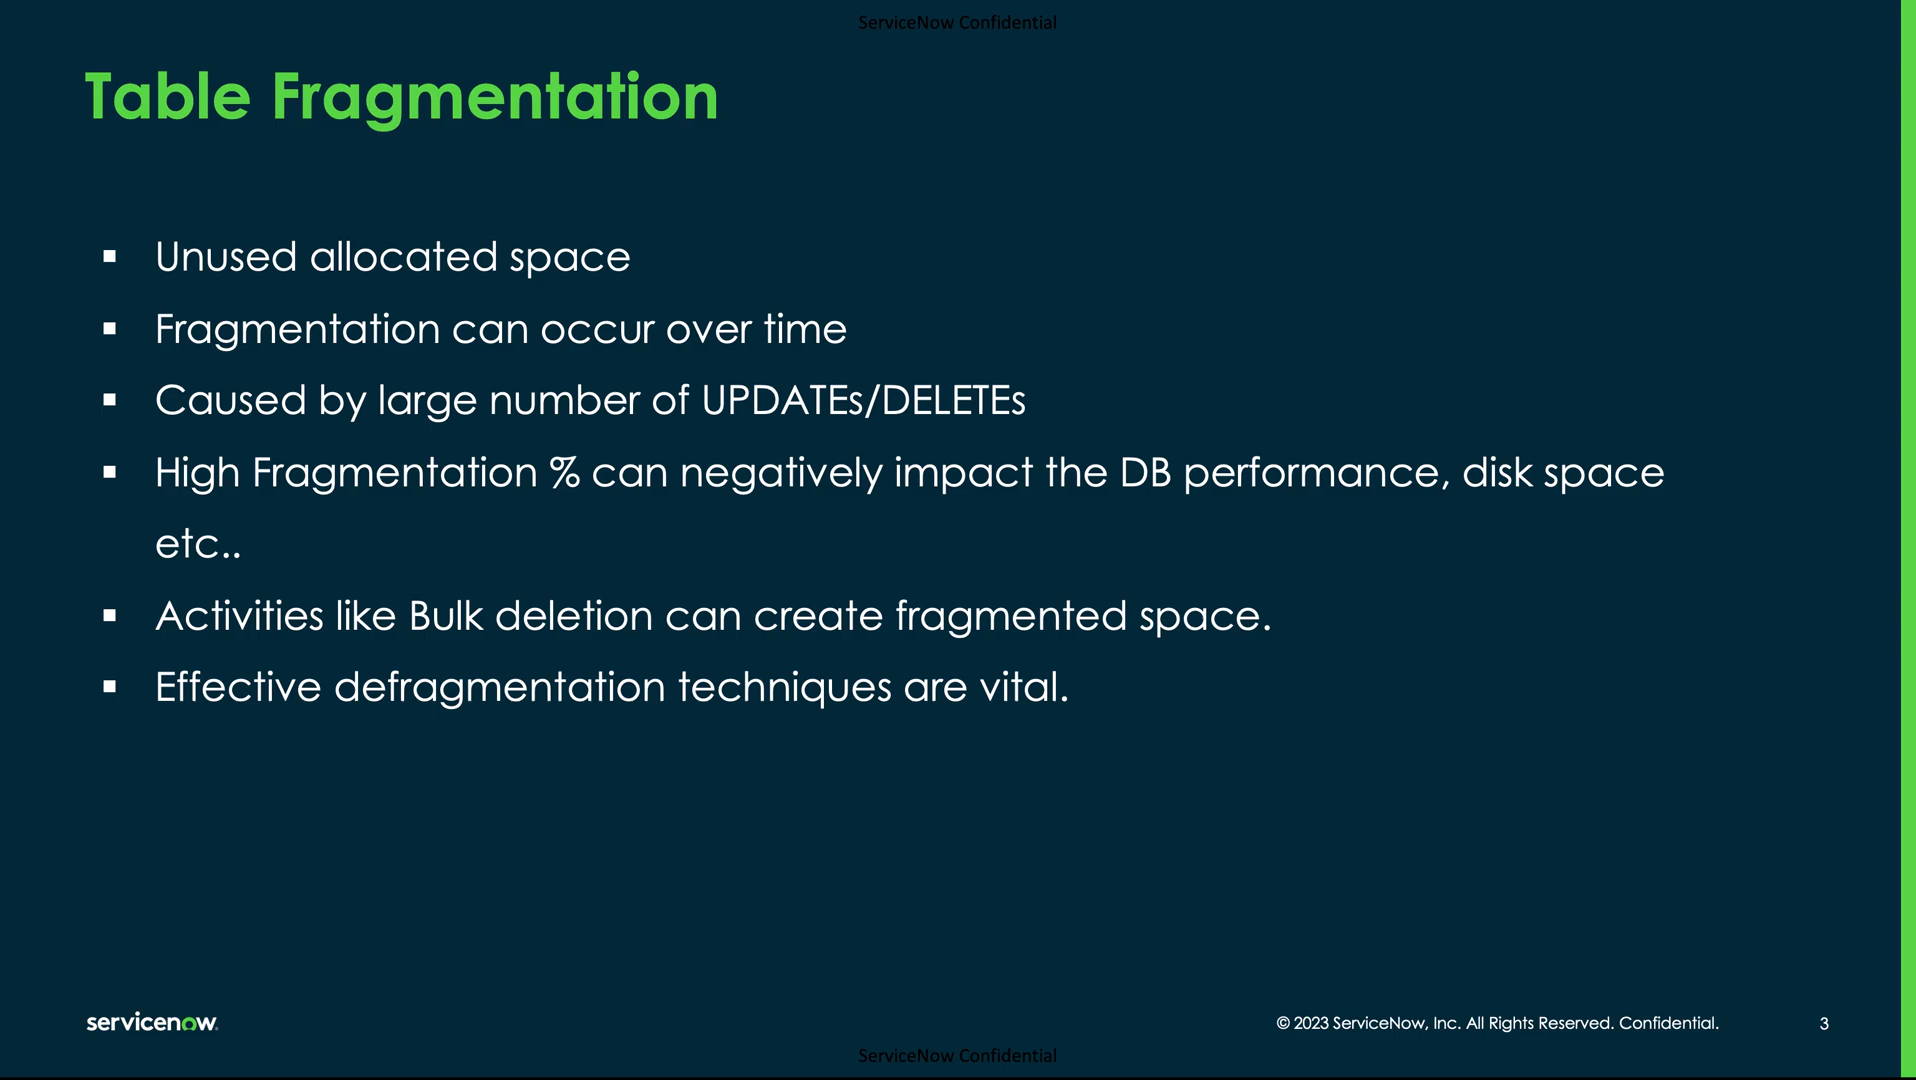 ServiceNow Confidential
Table Fragmentation
▪ Unused allocated space
▪ Fragmentation can occur over time
▪ Caused by large number of UPDATEs/DELETEs
▪ High Fragmentation % can negatively impact the DB performance, disk space
etc..
▪ Activities like Bulk deletion can create fragmented space.
▪ Effective defragmentation techniques are vital.
servicenow
© 2023 ServiceNow, Inc. All Rights Reserved. Confidential.
3
ServiceNow Confidential